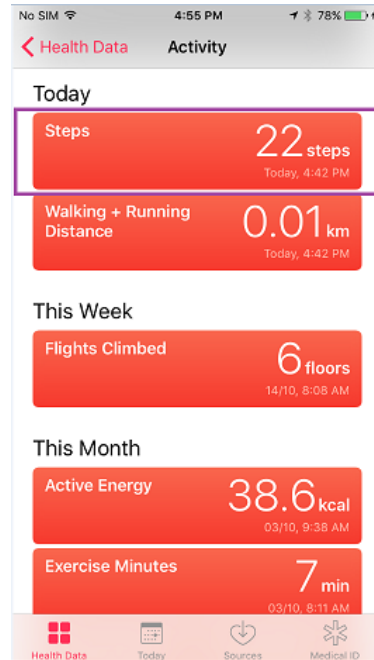 No SIM 4:55 PM 78%
Health Data Activity
Today
Steps
22 steps
Today, 4:42 PM
Walking + Running
Distance
0.01 km
Today, 4:42 PM
This Week
Flights Climbed
6 floors
14/10, 8:08 AM
This Month
Active Energy
38.6 kcal
03/10, 9:38 AM
Exercise Minutes
7 min
03/10, 8:11 AM
Health Data Today Sources Medical ID